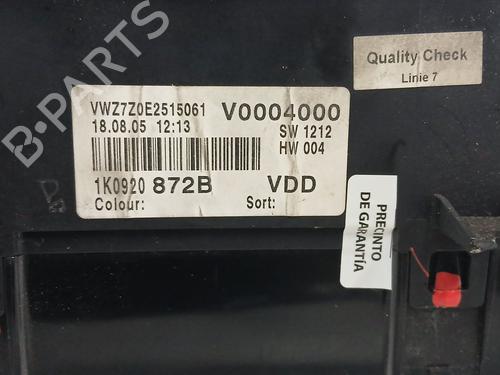 B-PARTS
Quality Check
Linie 7
VWZ7Z0E2515061 V0004000
18.08.05 12:13 SW 1212
HW 004
1K0920 872B VDD
Colour: Sort:
PRECINTO
DE GARANTÍA